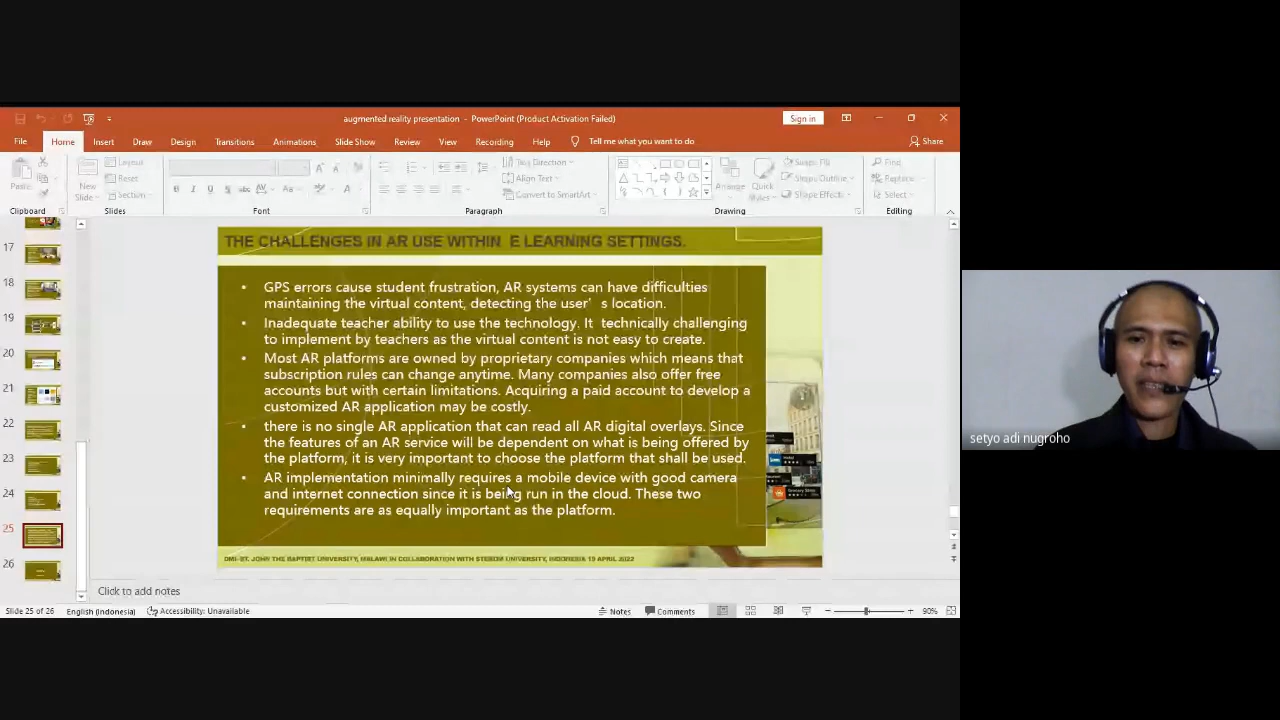 augmented reality presentation - PowerPoint (Product Activation Failed)
Sign in
File Home Insert Draw Design Transitions Animations Slide Show Review View Recording Help Tell me what you want to do Share
Paste New Slide Layout Reset Section Text Direction Align Text Convert to SmartArt Arrange Quick Styles Shape Fill Shape Outline Shape Effects Find Replace Select
Clipboard Slides Font Paragraph Drawing Editing
17
18
19
20
21
22
23
24
25
26
THE CHALLENGES IN AR USE WITHIN E LEARNING SETTINGS.
• GPS errors cause student frustration, AR systems can have difficulties
maintaining the virtual content, detecting the user' s location.
• Inadequate teacher ability to use the technology. It technically challenging
to implement by teachers as the virtual content is not easy to create.
• Most AR platforms are owned by proprietary companies which means that
subscription rules can change anytime. Many companies also offer free
accounts but with certain limitations. Acquiring a paid account to develop a
customized AR application may be costly.
• there is no single AR application that can read all AR digital overlays. Since
the features of an AR service will be dependent on what is being offered by
the platform, it is very important to choose the platform that shall be used.
• AR implementation minimally requires a mobile device with good camera
and internet connection since it is being run in the cloud. These two
requirements are as equally important as the platform.
DMI-ST. JOHN THE BAPTIST UNIVERSITY, MALAWI IN COLLABORATION WITH STEKOM UNIVERSITY, INDONESIA 19 APRIL 2022
Click to add notes
Slide 25 of 26 English (Indonesia) Accessibility: Unavailable Notes Comments 90%
setyo adi nugroho